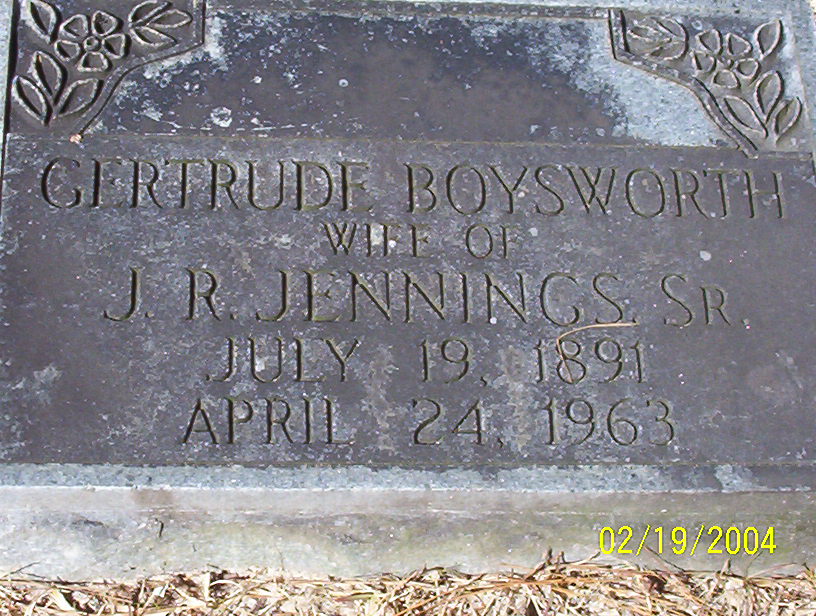 GERTRUDE BOYSWORTH
WIFE OF
J. R. JENNINGS. SR.
JULY 19, 1891
APRIL 24, 1963
02/19/2004